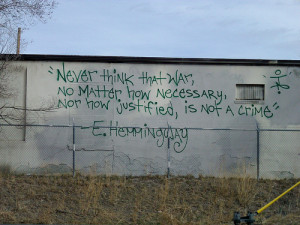 "Never think that war,
no matter how necessary,
nor how justified, is not a crime"
-E. Hemmingway